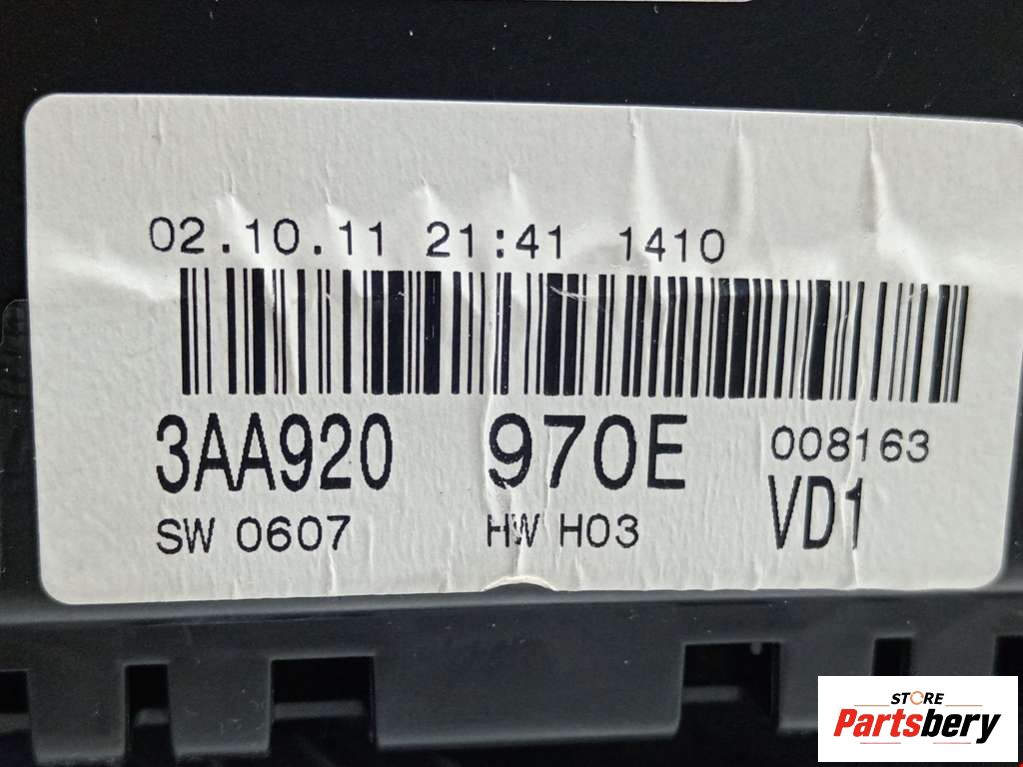 02.10.11 21:41 1410
3AA920 970E 008163
SW 0607 HW H03 VD1
STORE
Partsbery